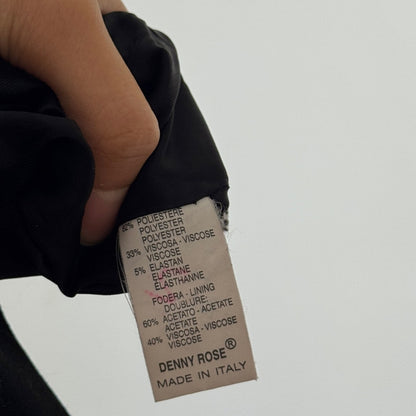 62% POLIESTERE
POLYESTER
POLYESTER
33% VISCOSA - VISCOSE
VISCOSE
5% ELASTAN
ELASTANE
ELASTHANNE
FODERA - LINING
DOUBLURE:
60% ACETATO - ACETATE
ACETATE
40% VISCOSA - VISCOSE
VISCOSE
DENNY ROSE®
MADE IN ITALY